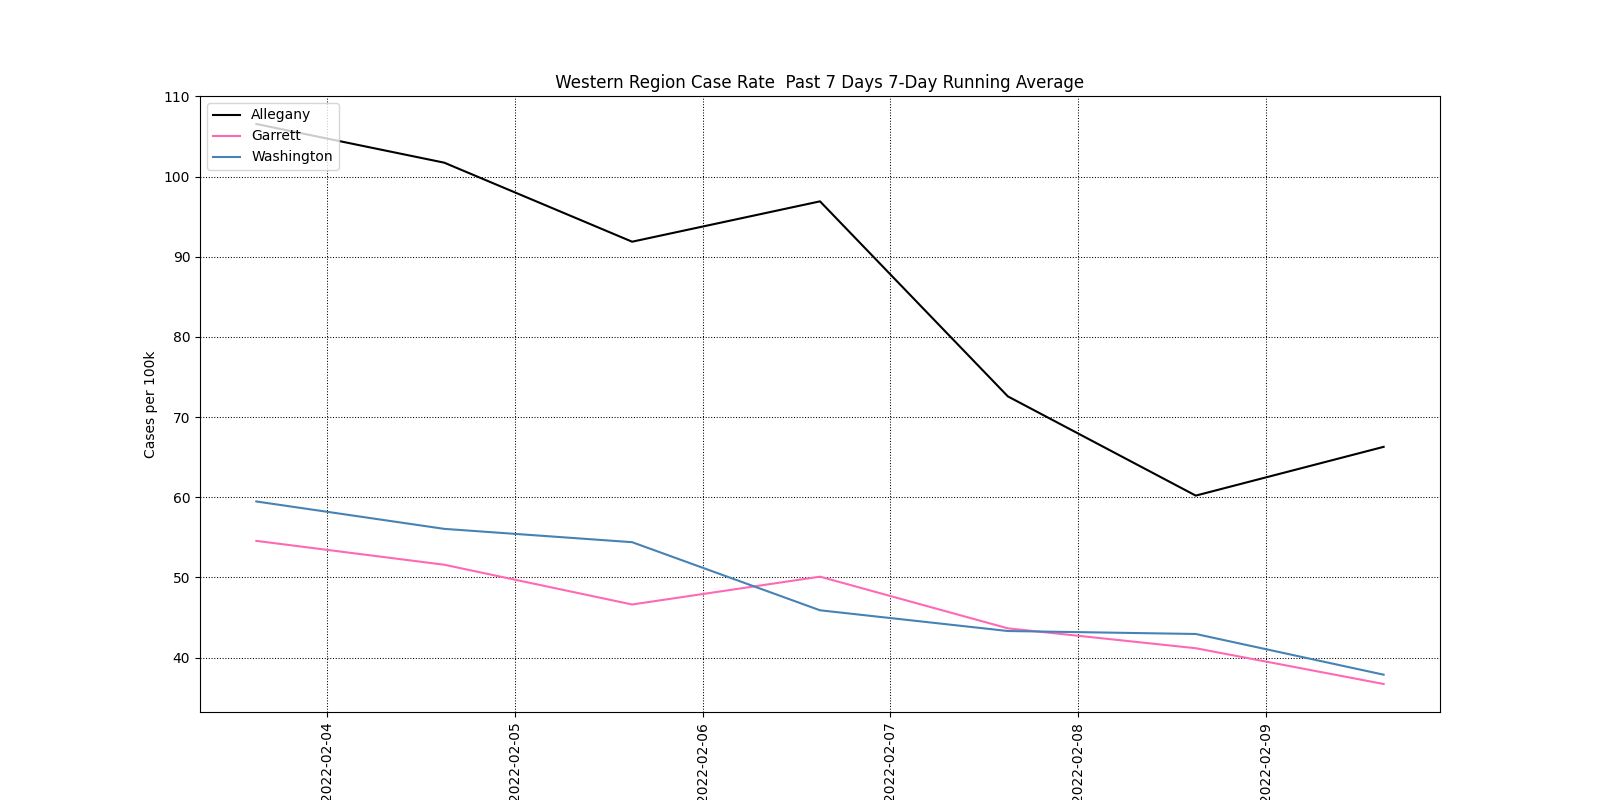 Western Region Case Rate  Past 7 Days 7-Day Running Average
Allegany
Garrett
Washington
110
100
90
80
70
60
50
40
Cases per 100k
2022-02-04
2022-02-05
2022-02-06
2022-02-07
2022-02-08
2022-02-09